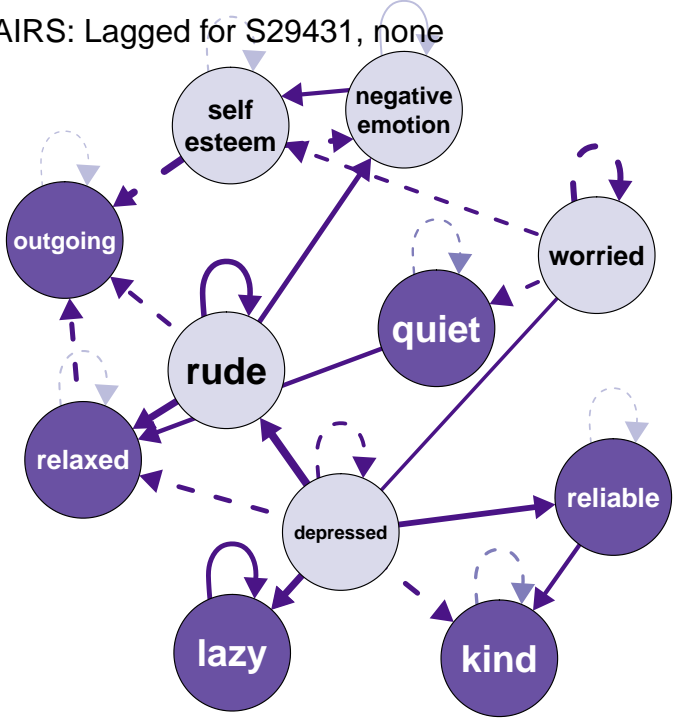 AIRS: Lagged for S29431, none
self
esteem
negative
emotion
outgoing
worried
quiet
rude
relaxed
reliable
depressed
lazy
kind